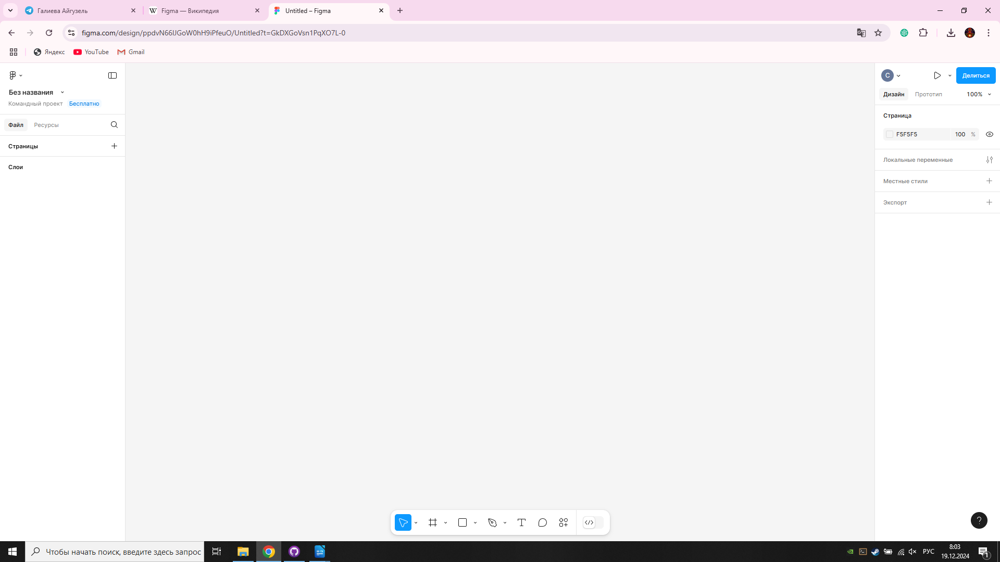 Галиева Айгузель
Figma — Википедия
Untitled – Figma
figma.com/design/ppdvN66lJGoW0hH9iPfeuO/Untitled?t=GkDXGoVsn1PqXO7L-0
Яндекс
YouTube
Gmail
Без названия
Командный проект Бесплатно
Файл Ресурсы
Страницы
Слои
C
Делиться
Дизайн Прототип 100%
Страница
F5F5F5 100 %
Локальные переменные
Местные стили
Экспорт
?
Чтобы начать поиск, введите здесь запрос
РУС
8:03
19.12.2024
1